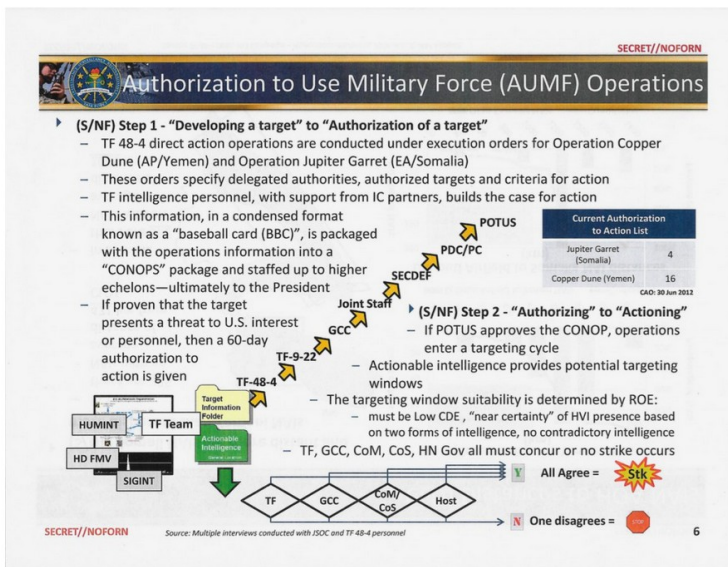 SECRET//NOFORN
Authorization to Use Military Force (AUMF) Operations
(S/NF) Step 1 - “Developing a target” to “Authorization of a target”
– TF 48-4 direct action operations are conducted under execution orders for Operation Copper
Dune (AP/Yemen) and Operation Jupiter Garret (EA/Somalia)
– These orders specify delegated authorities, authorized targets and criteria for action
– TF intelligence personnel, with support from IC partners, builds the case for action
– This information, in a condensed format
known as a “baseball card (BBC)”, is packaged
with the operations information into a
“CONOPS” package and staffed up to higher
echelons—ultimately to the President
– If proven that the target
presents a threat to U.S. interest
or personnel, then a 60-day
authorization to
action is given
POTUS
PDC/PC
SECDEF
Joint Staff
GCC
TF-9-22
TF-48-4
Current Authorization
to Action List
Jupiter Garret
(Somalia)
4
Copper Dune (Yemen)
16
CAO: 30 Jun 2012
(S/NF) Step 2 - “Authorizing” to “Actioning”
– If POTUS approves the CONOP, operations
enter a targeting cycle
– Actionable intelligence provides potential targeting
windows
– The targeting window suitability is determined by ROE:
– must be Low CDE , “near certainty” of HVI presence based
on two forms of intelligence, no contradictory intelligence
– TF, GCC, CoM, CoS, HN Gov all must concur or no strike occurs
HUMINT
TF Team
HD FMV
SIGINT
Target
Information
Folder
Actionable
Intelligence
TF
GCC
CoM/
CoS
Host
Y
All Agree =
Stk
N
One disagrees =
STOP
SECRET//NOFORN
Source: Multiple interviews conducted with JSOC and TF 48-4 personnel
6